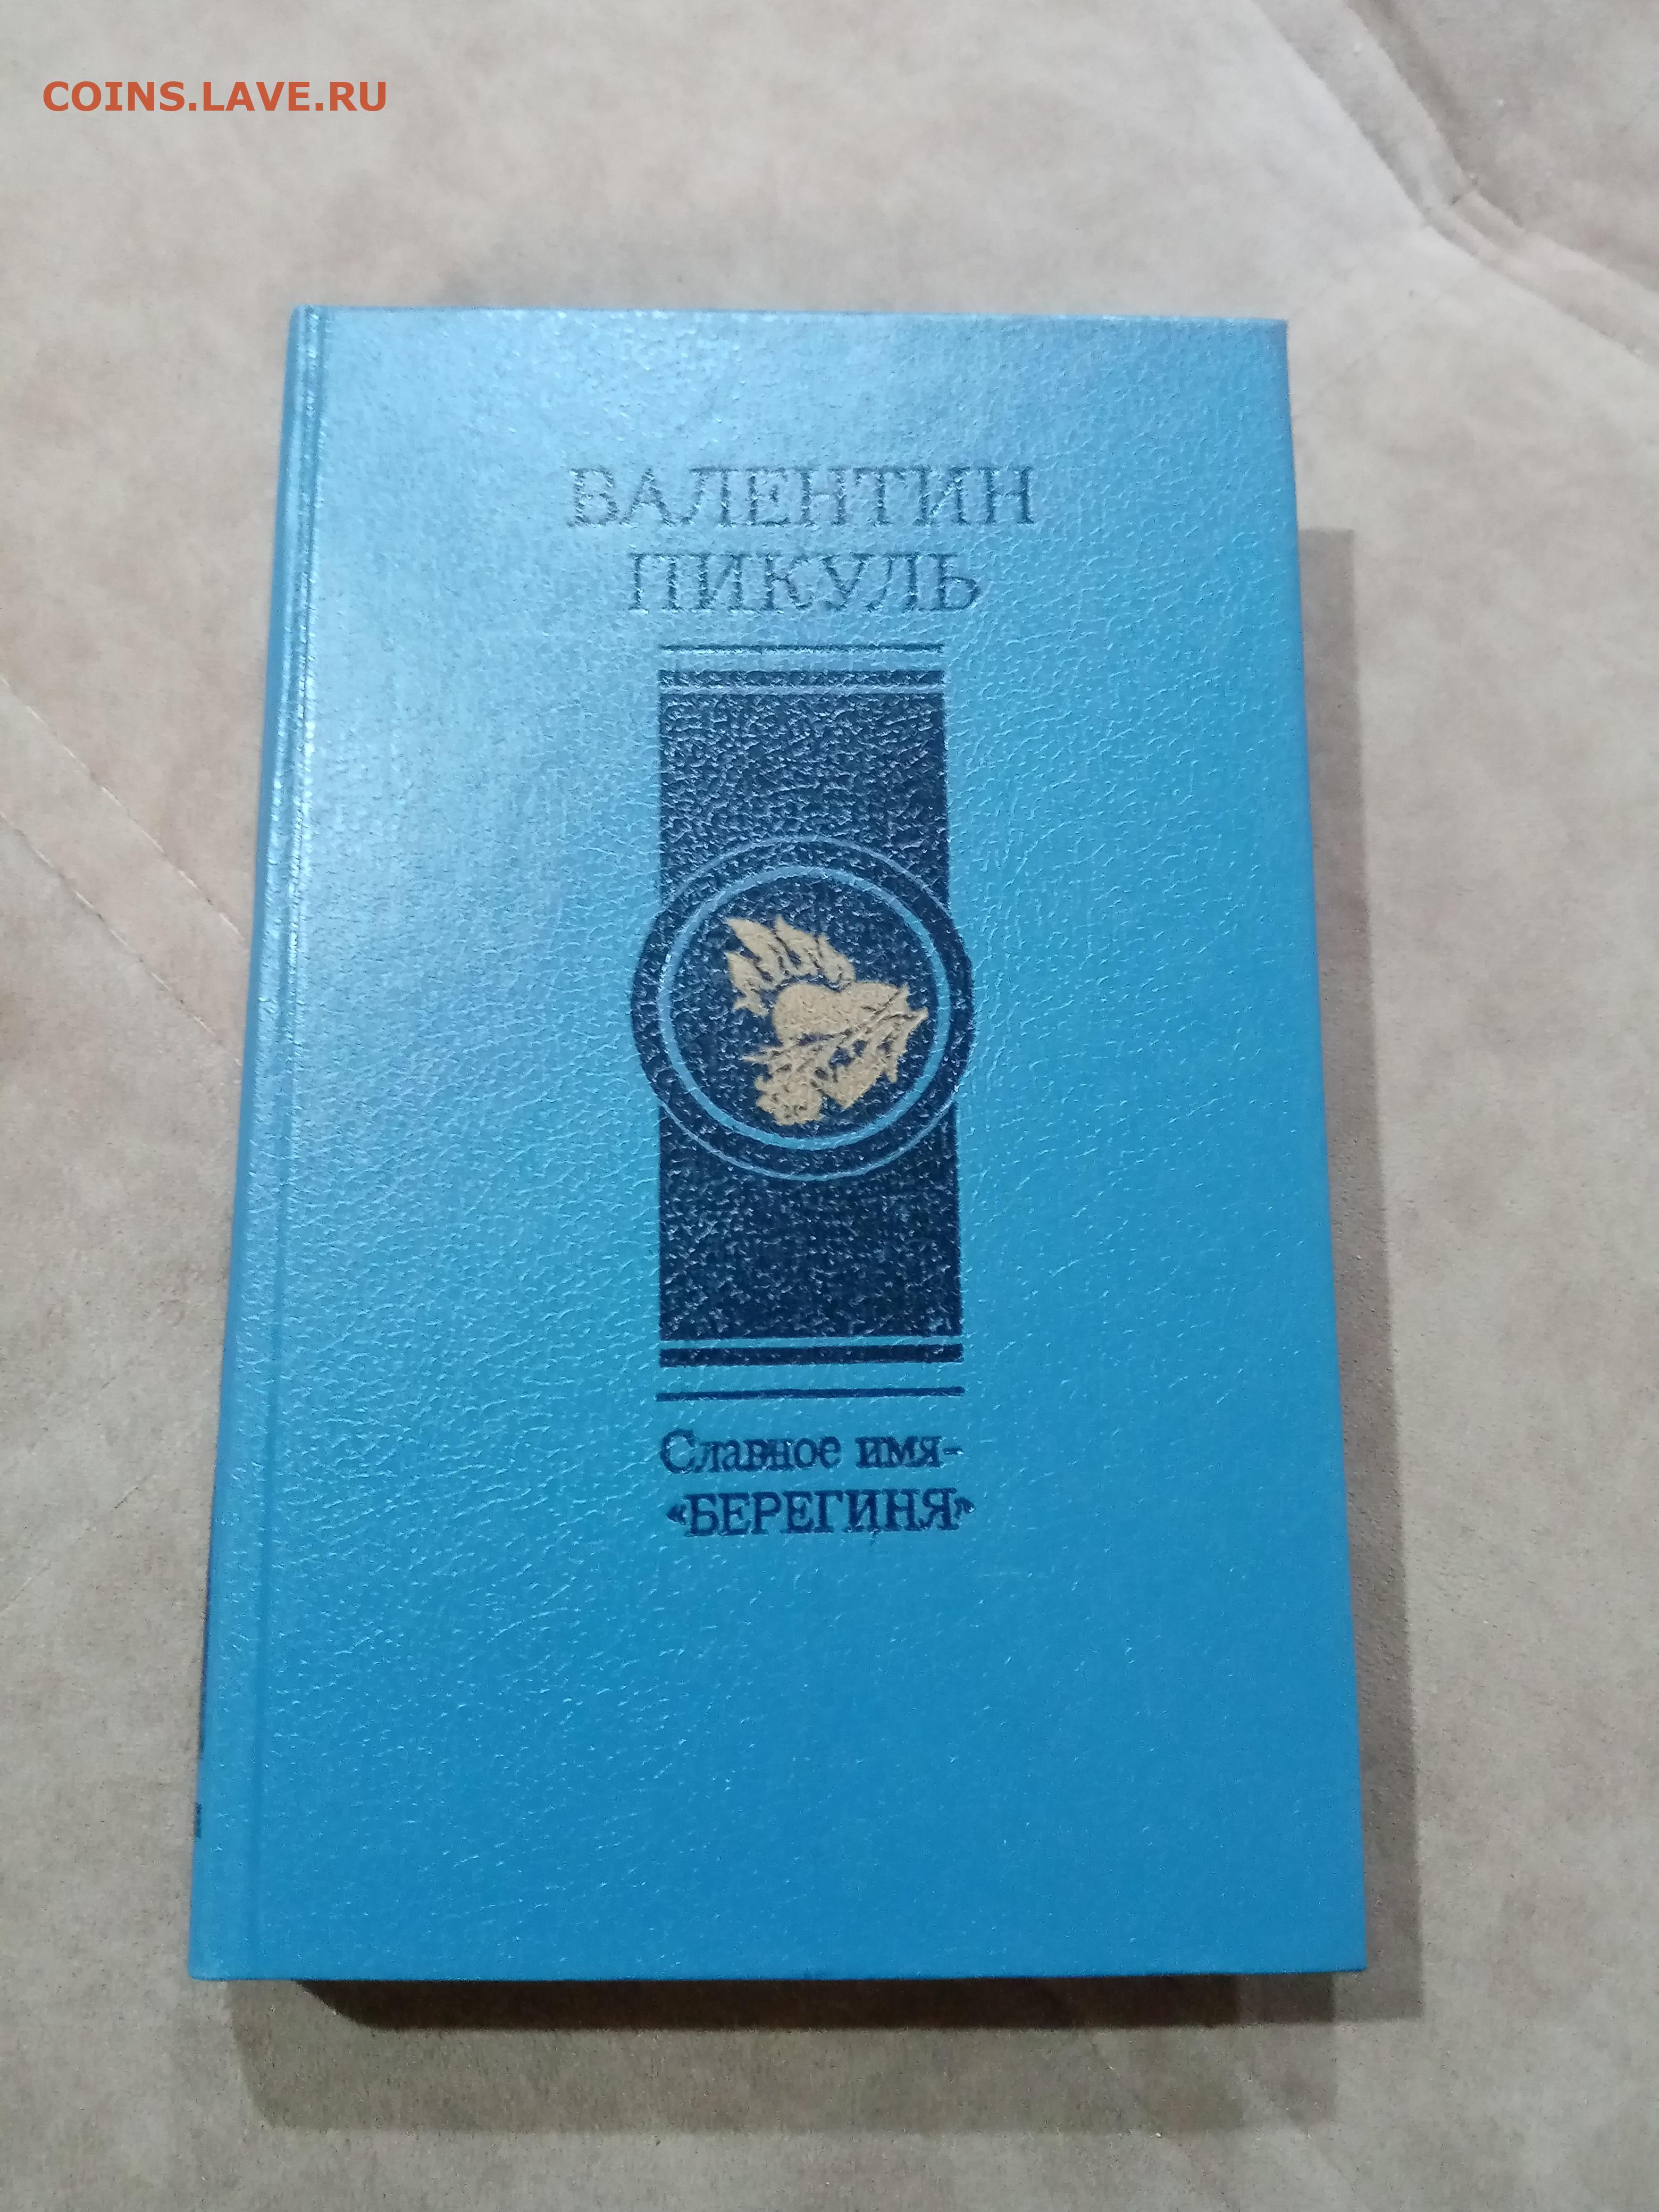 COINS.LAVE.RU
ВАЛЕНТИН
ПИКУЛЬ
Славное имя-
«БЕРЕГИНЯ»